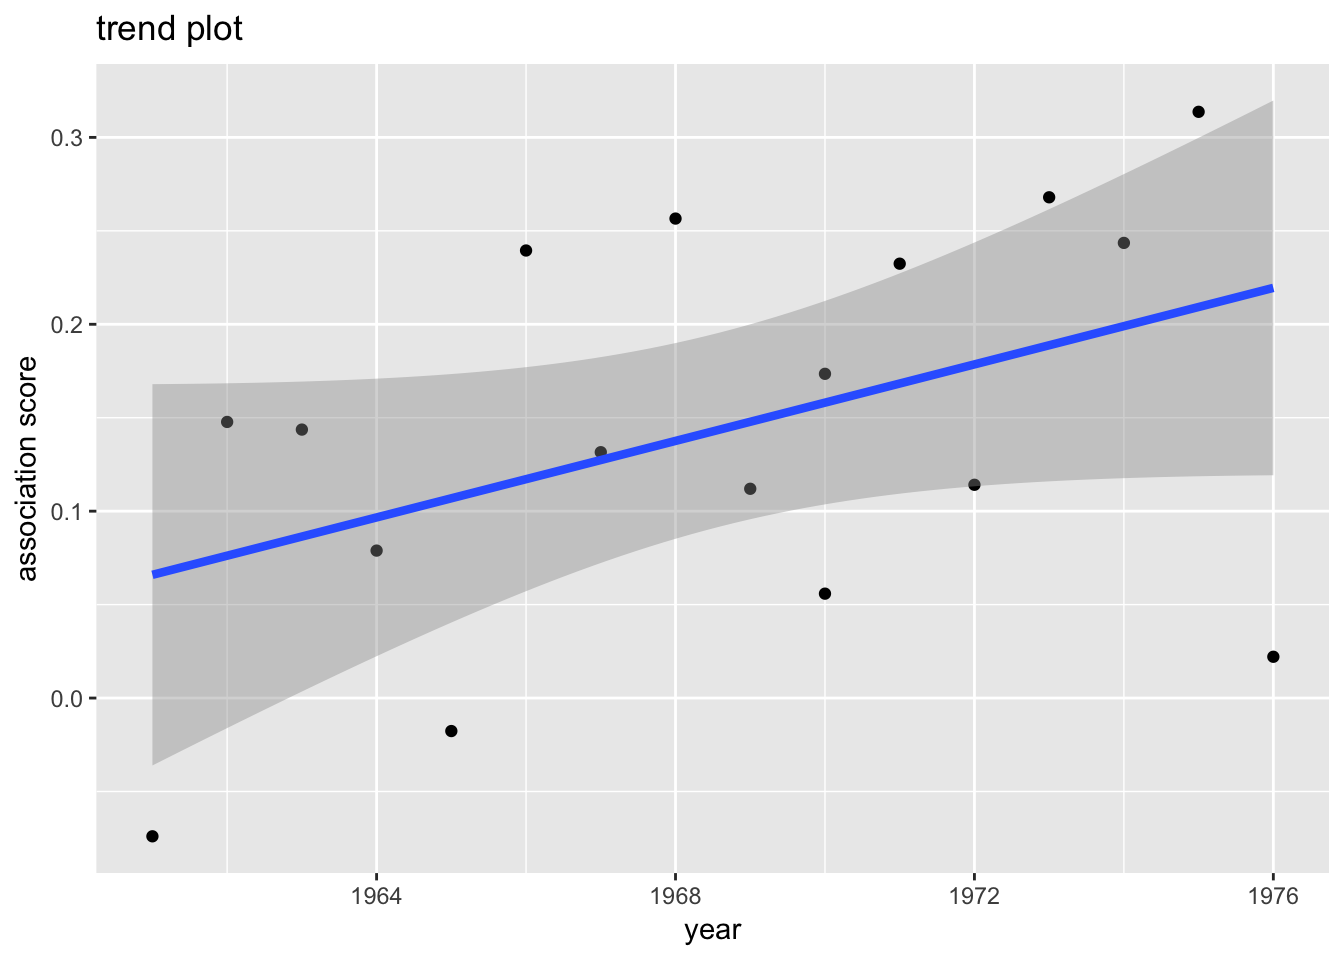 trend plot
association score
0.3
0.2
0.1
0.0
1964 1968 1972 1976
year